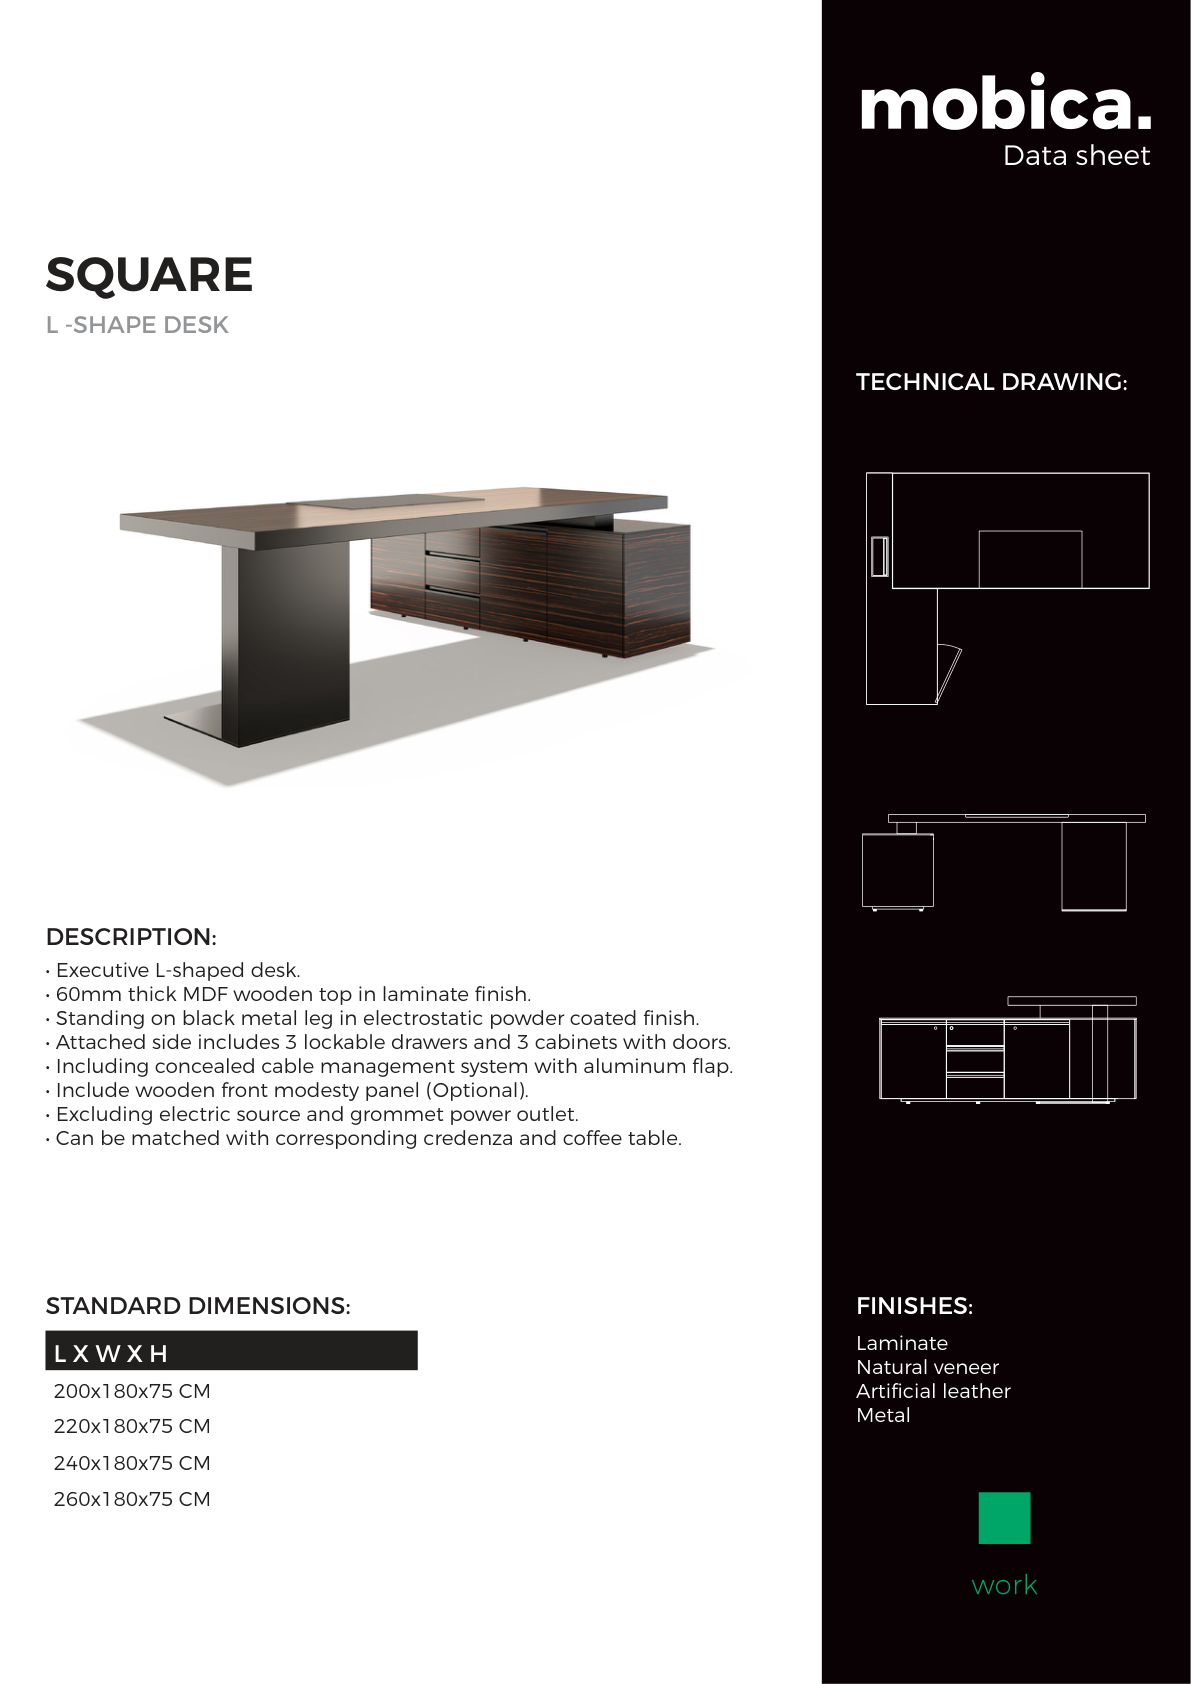 mobica.
Data sheet
SQUARE
L -SHAPE DESK
TECHNICAL DRAWING:
DESCRIPTION:
• Executive L-shaped desk.
• 60mm thick MDF wooden top in laminate finish.
• Standing on black metal leg in electrostatic powder coated finish.
• Attached side includes 3 lockable drawers and 3 cabinets with doors.
• Including concealed cable management system with aluminum flap.
• Include wooden front modesty panel (Optional).
• Excluding electric source and grommet power outlet.
• Can be matched with corresponding credenza and coffee table.
STANDARD DIMENSIONS:
L X W X H
200x180x75 CM
220x180x75 CM
240x180x75 CM
260x180x75 CM
FINISHES:
Laminate
Natural veneer
Artificial leather
Metal
work